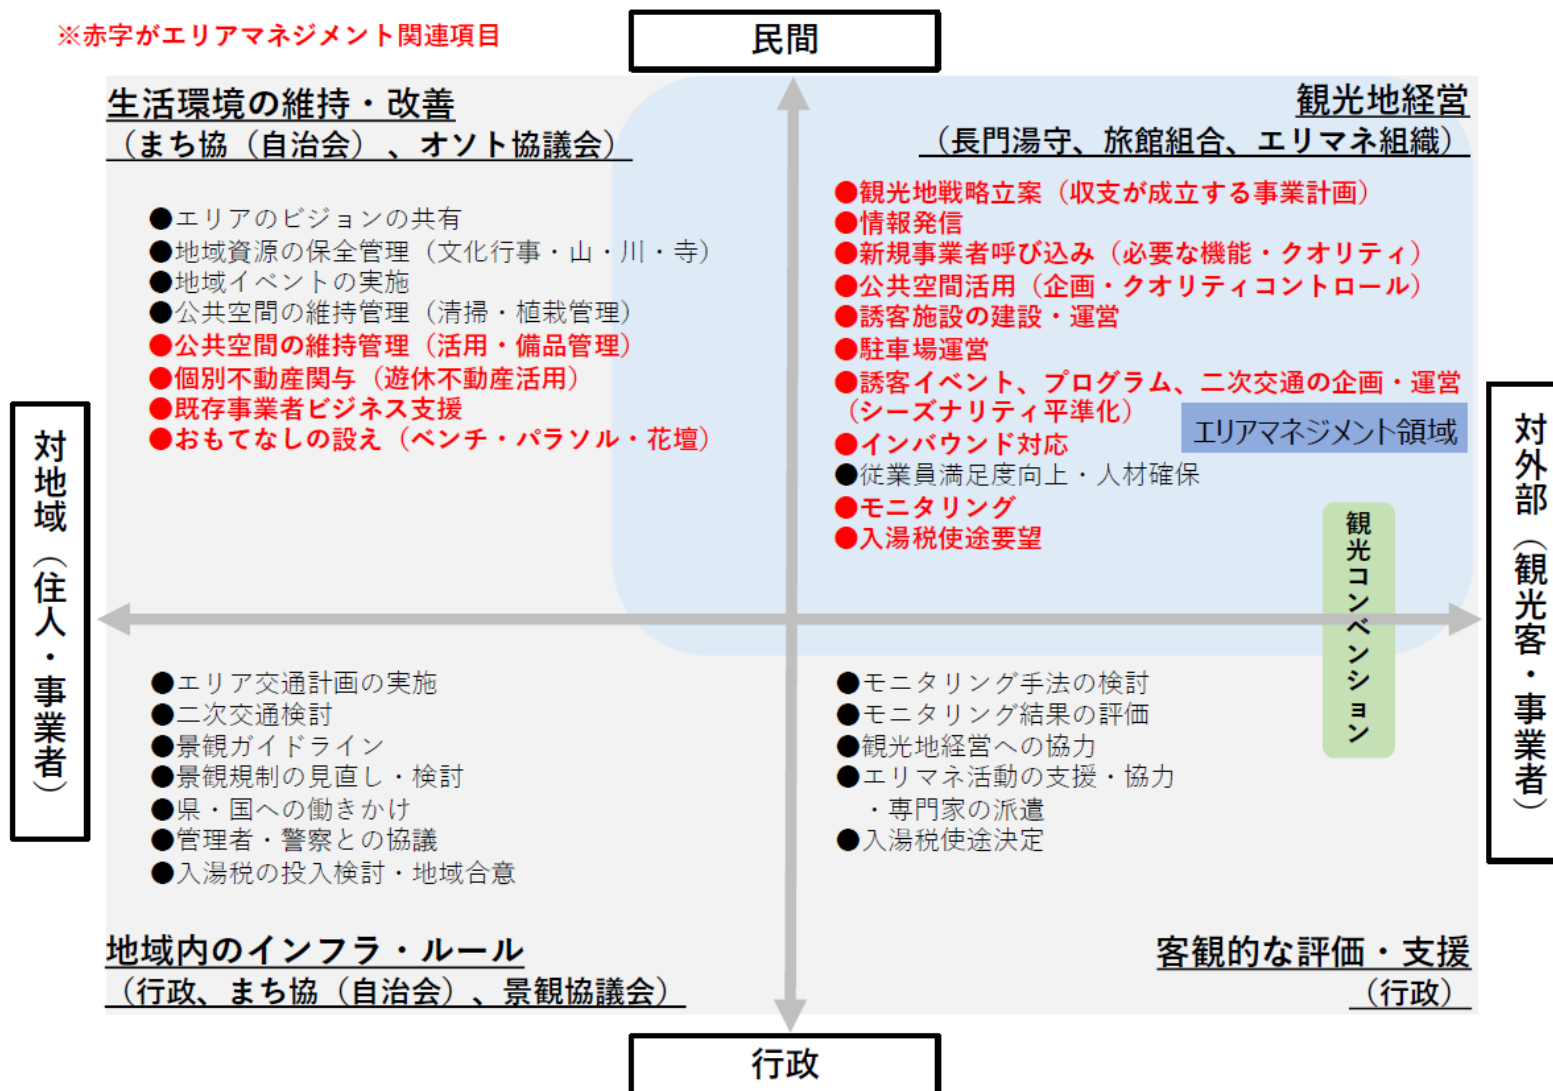 ※赤字がエリアマネジメント関連項目
民間
生活環境の維持・改善
（まち協（自治会）、オソト協議会）
●エリアのビジョンの共有
●地域資源の保全管理（文化行事・山・川・寺）
●地域イベントの実施
●公共空間の維持管理（清掃・植栽管理）
●公共空間の維持管理（活用・備品管理）
●個別不動産関与（遊休不動産活用）
●既存事業者ビジネス支援
●おもてなしの設え（ベンチ・パラソル・花壇）
観光地経営
（長門湯守、旅館組合、エリマネ組織）
●観光地戦略立案（収支が成立する事業計画）
●情報発信
●新規事業者呼び込み（必要な機能・クオリティ）
●公共空間活用（企画・クオリティコントロール）
●誘客施設の建設・運営
●駐車場運営
●誘客イベント、プログラム、二次交通の企画・運営
（シーズナリティ平準化）
エリアマネジメント領域
●インバウンド対応
●従業員満足度向上・人材確保
●モニタリング
●入湯税使途要望
観光コンベンション
対地域（住人・事業者）
対外部（観光客・事業者）
●エリア交通計画の実施
●二次交通検討
●景観ガイドライン
●景観規制の見直し・検討
●県・国への働きかけ
●管理者・警察との協議
●入湯税の投入検討・地域合意
地域内のインフラ・ルール
（行政、まち協（自治会）、景観協議会）
●モニタリング手法の検討
●モニタリング結果の評価
●観光地経営への協力
●エリマネ活動の支援・協力
・専門家の派遣
●入湯税使途決定
客観的な評価・支援
（行政）
行政